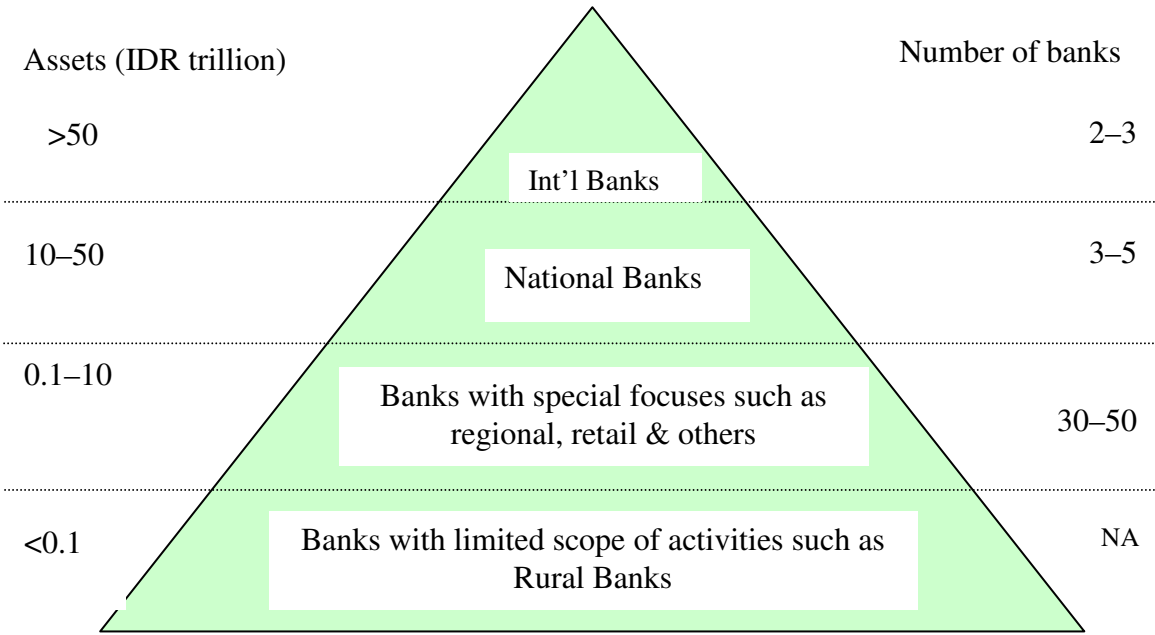 Assets (IDR trillion)
Number of banks
>50
2–3
Int’l Banks
10–50
3–5
National Banks
0.1–10
Banks with special focuses such as
regional, retail & others
30–50
<0.1
Banks with limited scope of activities such as
Rural Banks
NA